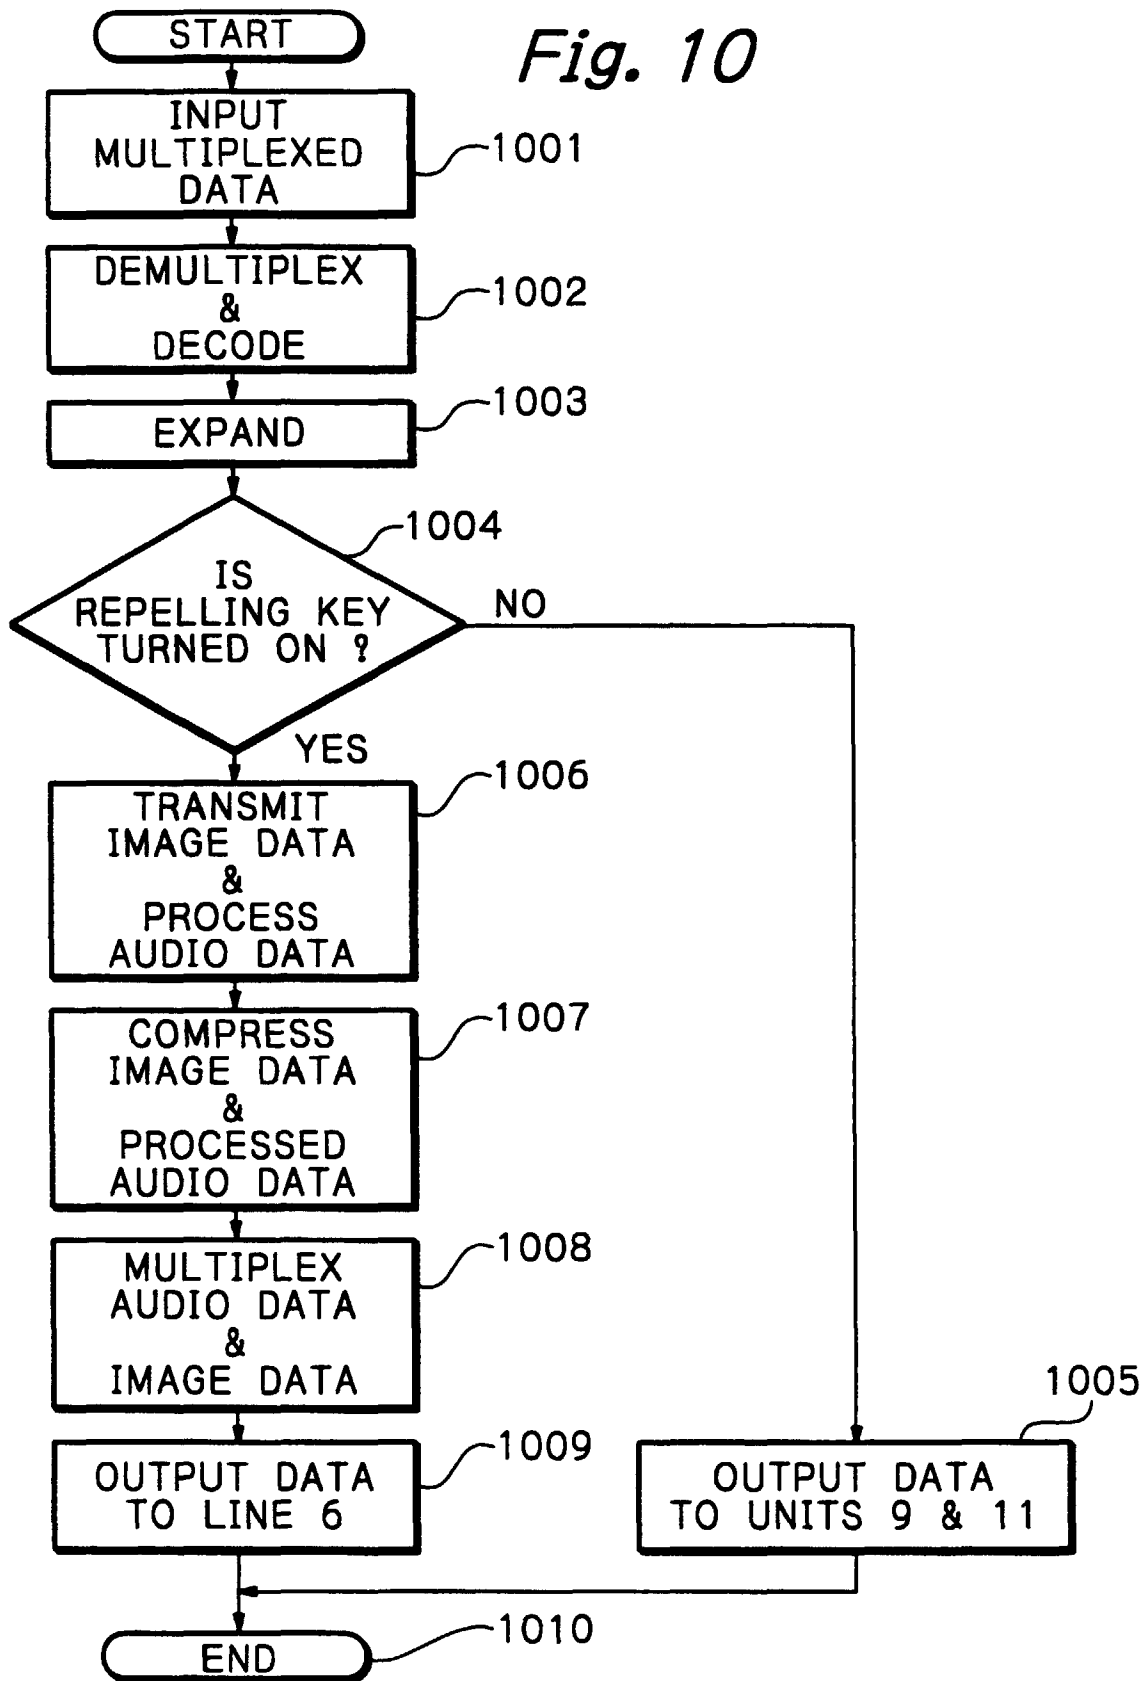 Fig. 10
START
INPUT
MULTIPLEXED
DATA
1001
DEMULTIPLEX
&
DECODE
1002
EXPAND
1003
IS
REPELLING KEY
TURNED ON ?
1004
NO
YES
TRANSMIT
IMAGE DATA
&
PROCESS
AUDIO DATA
1006
COMPRESS
IMAGE DATA
&
PROCESSED
AUDIO DATA
1007
MULTIPLEX
AUDIO DATA
&
IMAGE DATA
1008
OUTPUT DATA
TO LINE 6
1009
OUTPUT DATA
TO UNITS 9 & 11
1005
END
1010